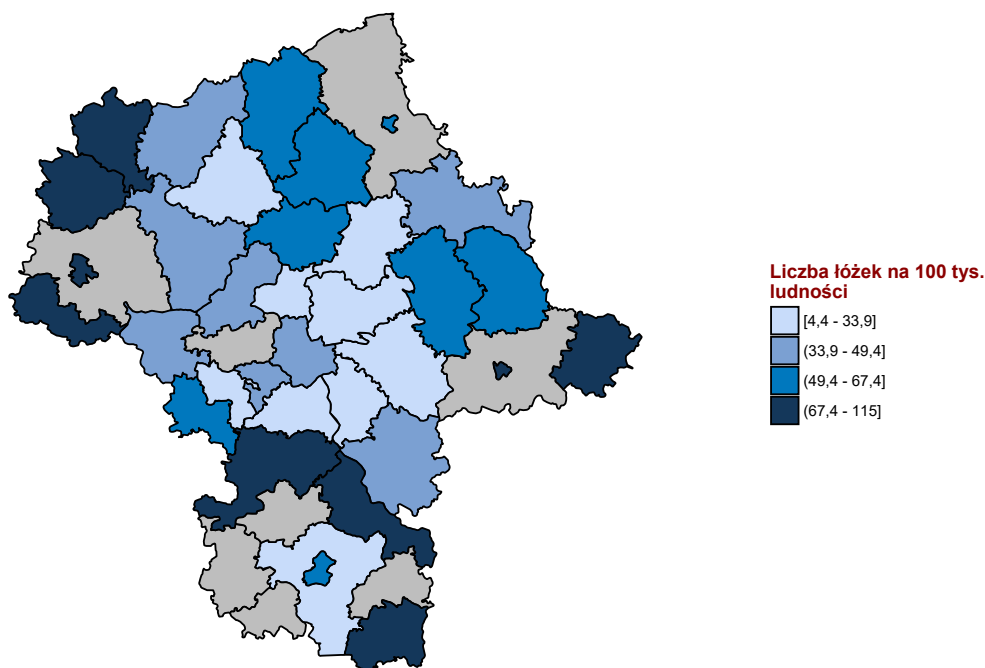 Liczba łóżek na 100 tys.
ludności
[4,4 - 33,9]
(33,9 - 49,4]
(49,4 - 67,4]
(67,4 - 115]